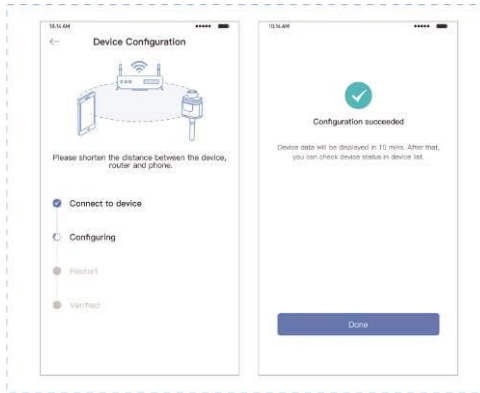 10.14 AM
Device Configuration
Please shorten the distance between the device,
router and phone.
Connect to device
Configuring
Restart
Verified
10.14 AM
Configuration succeeded
Device data will be displayed in 10 mins. After that,
you can check device status in device list.
Done